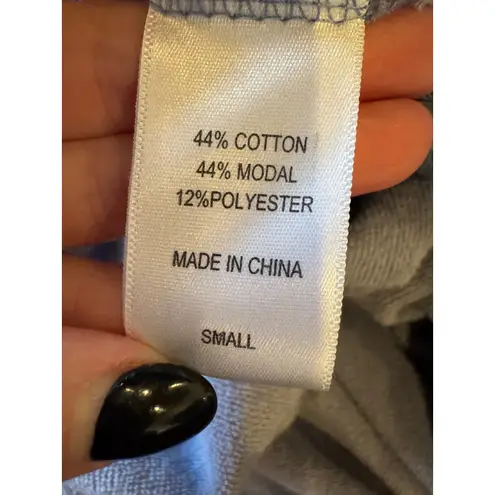 44% COTTON
44% MODAL
12%POLYESTER
MADE IN CHINA
SMALL